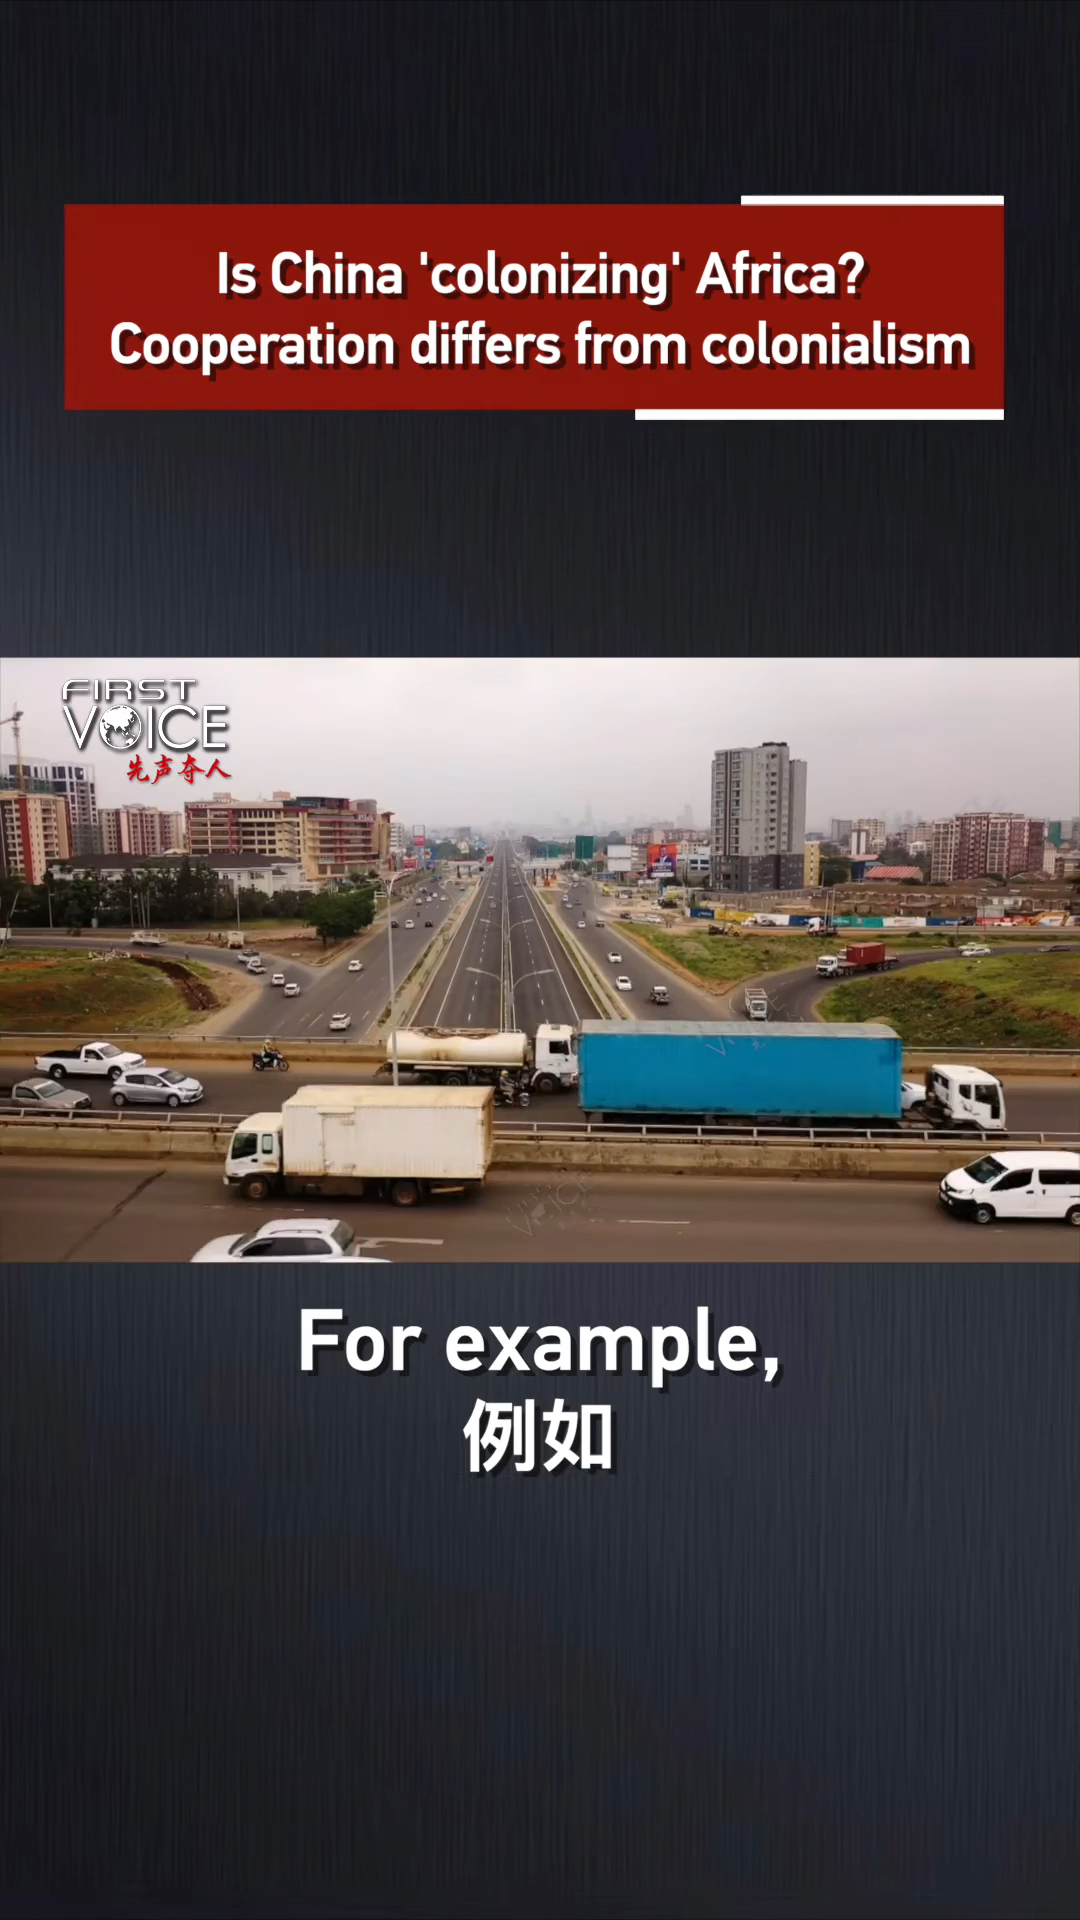 Is China 'colonizing' Africa?
Cooperation differs from colonialism
FIRST
VOICE
先声夺人
For example,
例如